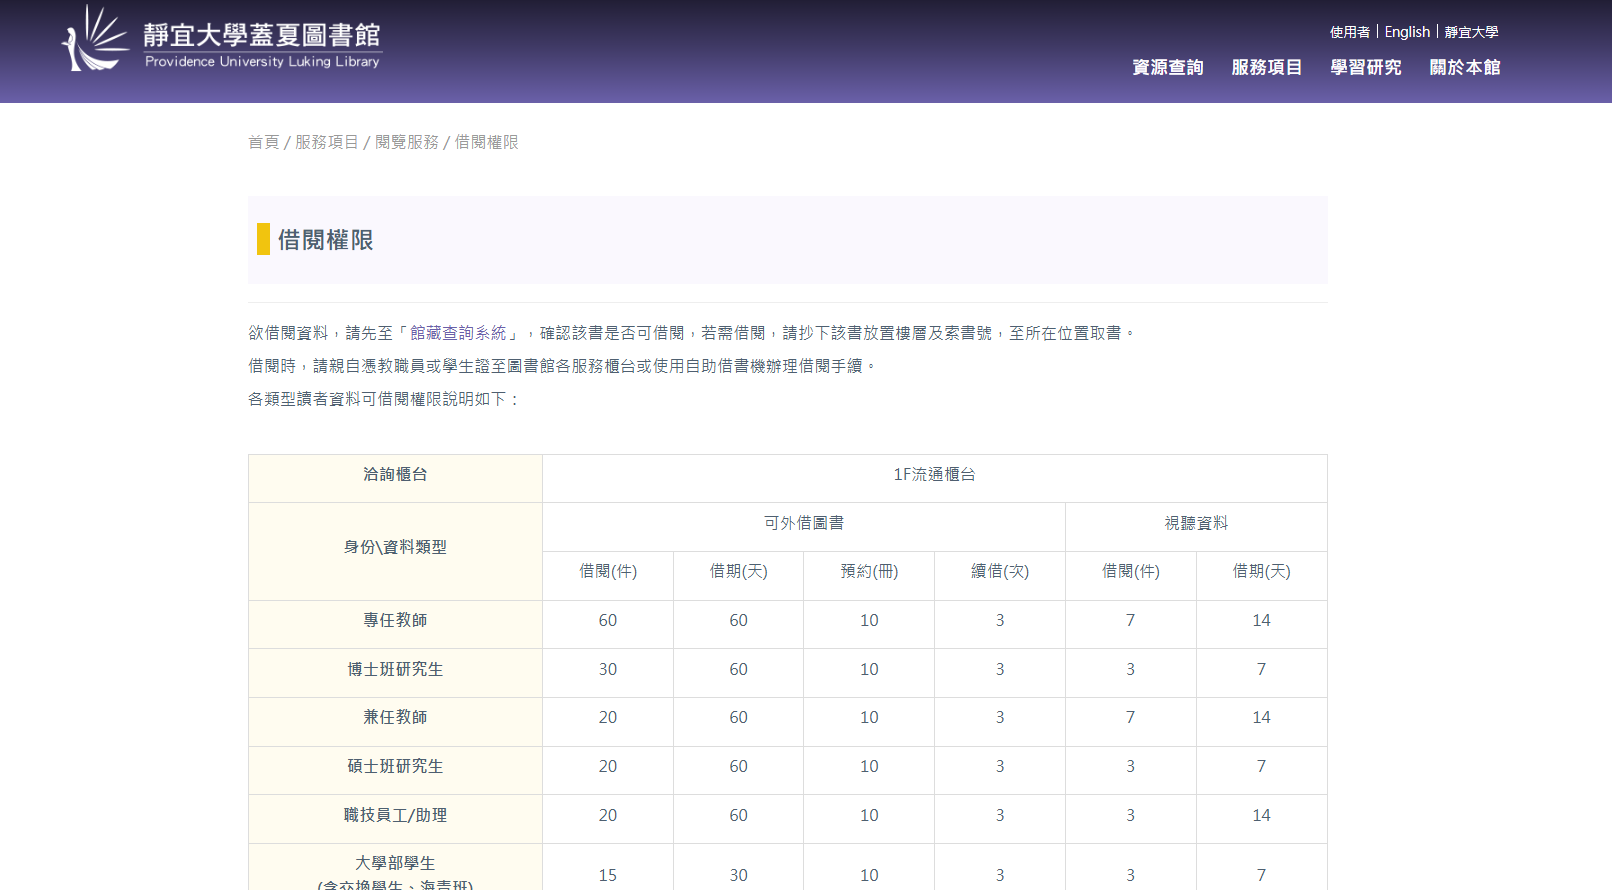 靜宜大學蓋夏圖書館
Providence University Luking Library
使用者 | English | 靜宜大學
資源查詢 服務項目 學習研究 關於本館
首頁 / 服務項目 / 閱覽服務 / 借閱權限
借閱權限
欲借閱資料，請先至「館藏查詢系統」，確認該書是否可借閱，若需借閱，請抄下該書放置樓層及索書號，至所在位置取書。
借閱時，請親自憑教職員或學生證至圖書館各服務櫃台或使用自助借書機辦理借閱手續。
各類型讀者資料可借閱權限說明如下：
洽詢櫃台 1F流通櫃台
身份\資料類型 可外借圖書 視聽資料
借閱(件) 借期(天) 預約(冊) 續借(次) 借閱(件) 借期(天)
專任教師 60 60 10 3 7 14
博士班研究生 30 60 10 3 3 7
兼任教師 20 60 10 3 7 14
碩士班研究生 20 60 10 3 3 7
職技員工/助理 20 60 10 3 3 14
大學部學生 15 30 10 3 3 7
(含交換學生、海青班)